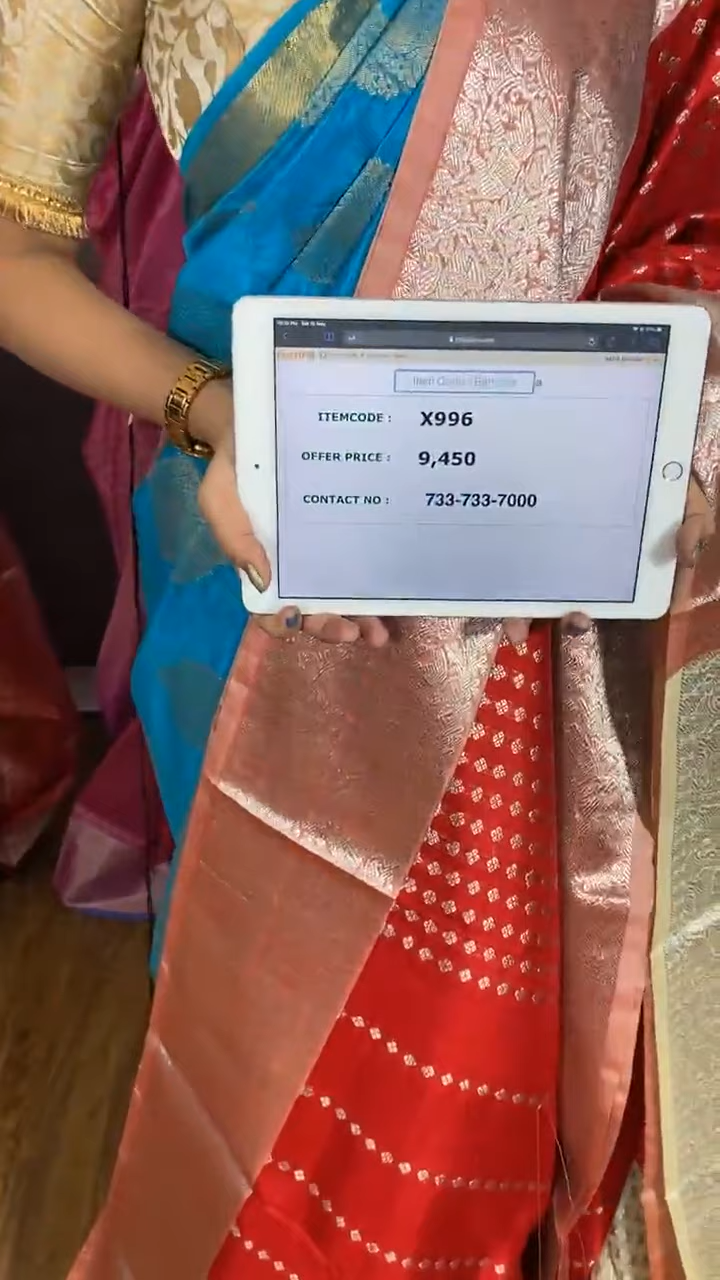 ITEMCODE : X996
OFFER PRICE : 9,450
CONTACT NO : 733-733-7000